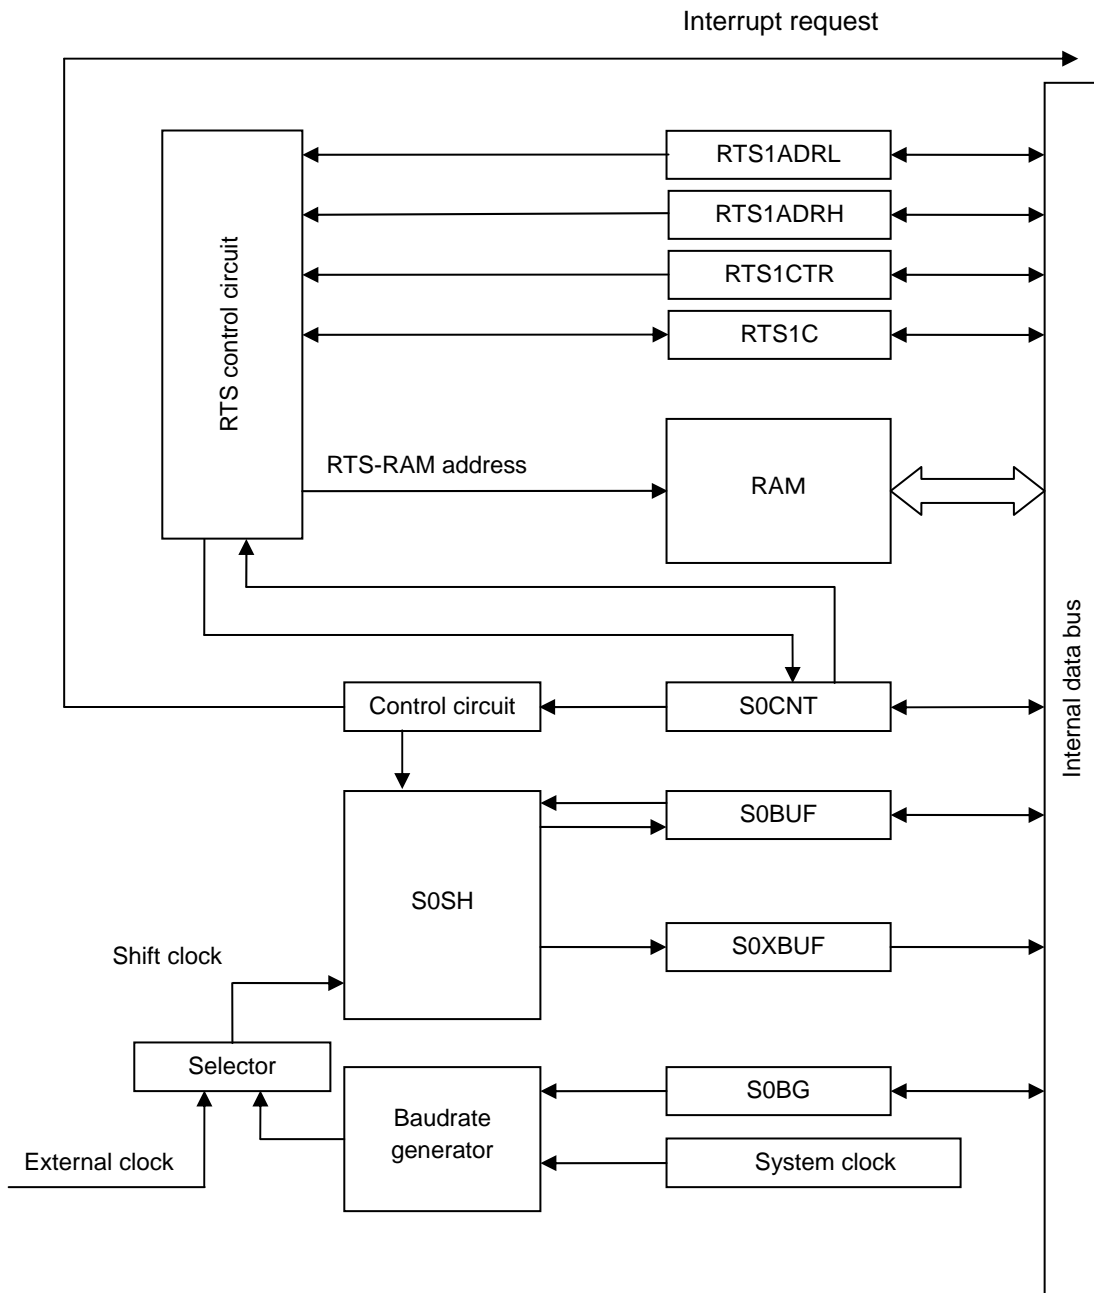 Interrupt request
RTS1ADRL
RTS1ADRH
RTS1CTR
RTS1C
RTS control circuit
RTS-RAM address
RAM
Internal data bus
Control circuit
S0CNT
S0BUF
S0SH
S0XBUF
Shift clock
Selector
Baudrate
generator
S0BG
External clock
System clock